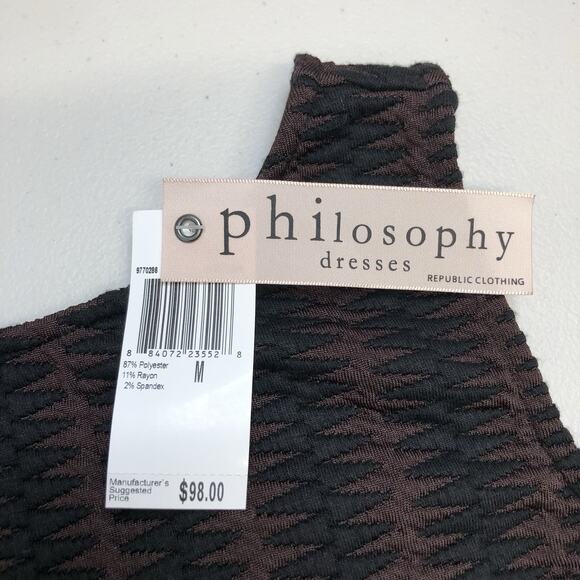 philosophy
dresses
REPUBLIC CLOTHING
9770298
8 84072 23552 8
87% Polyester
11% Rayon
2% Spandex
M
Manufacturer's
Suggested
Price
$98.00